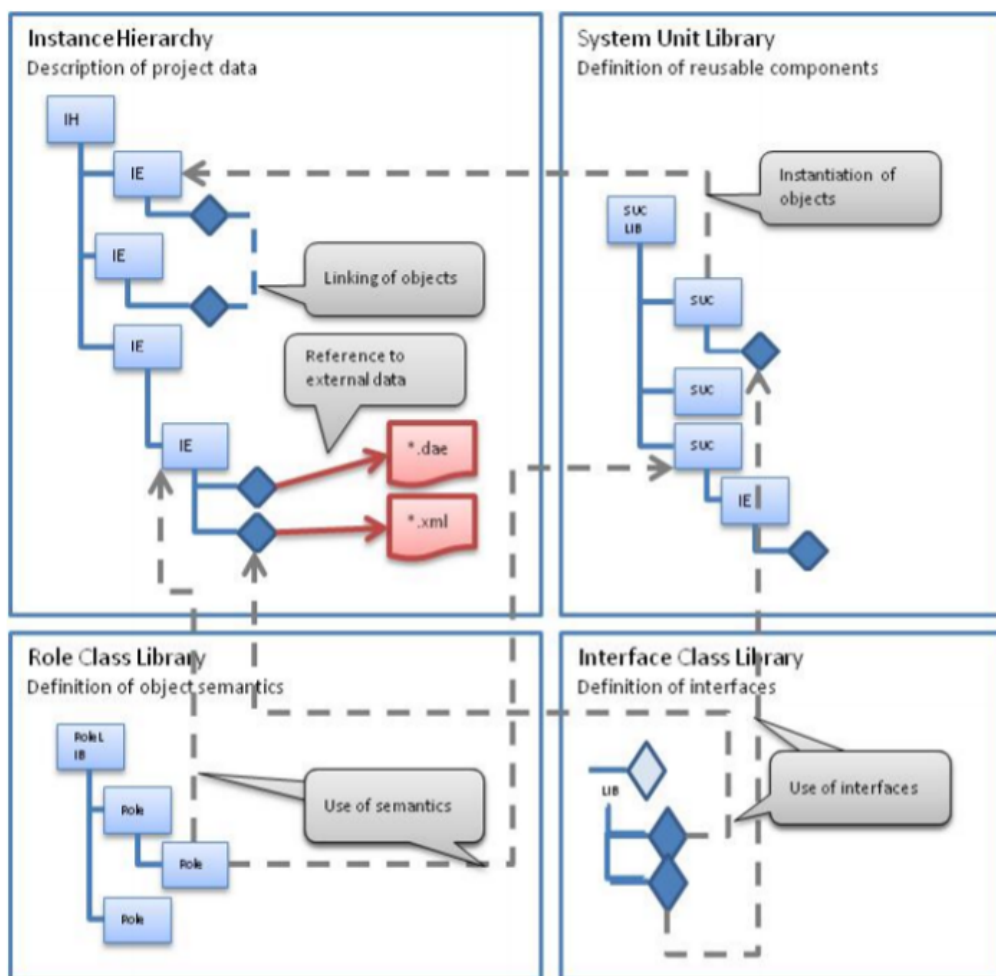 Instance Hierarchy
Description of project data
IH
IE
IE
Linking of objects
IE
Reference to
external data
IE
*.dae
*.xml
System Unit Library
Definition of reusable components
Instantiation of
objects
SUC
LIB
SUC
SUC
SUC
IE
Role Class Library
Definition of object semantics
RoleL
IB
Role
Role
Role
Use of semantics
Interface Class Library
Definition of interfaces
LIB
Use of interfaces